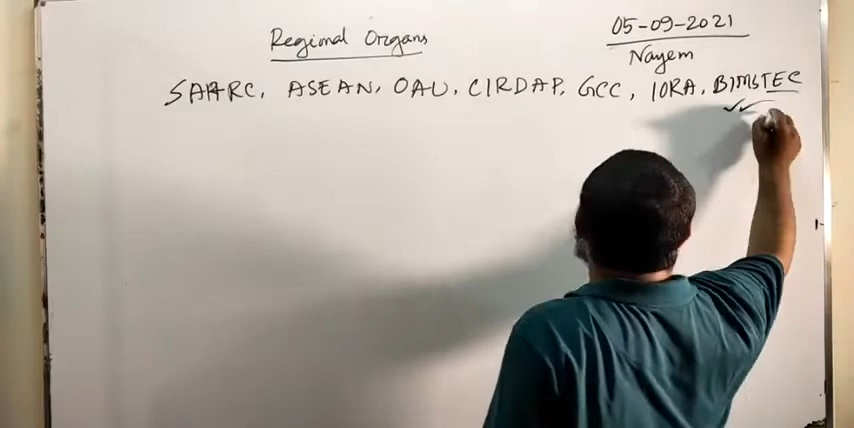 Regional Organs
05-09-2021
Nayem
SAARC, ASEAN, OAU, CIRDAP, GCC, IORA, BIMSTEC